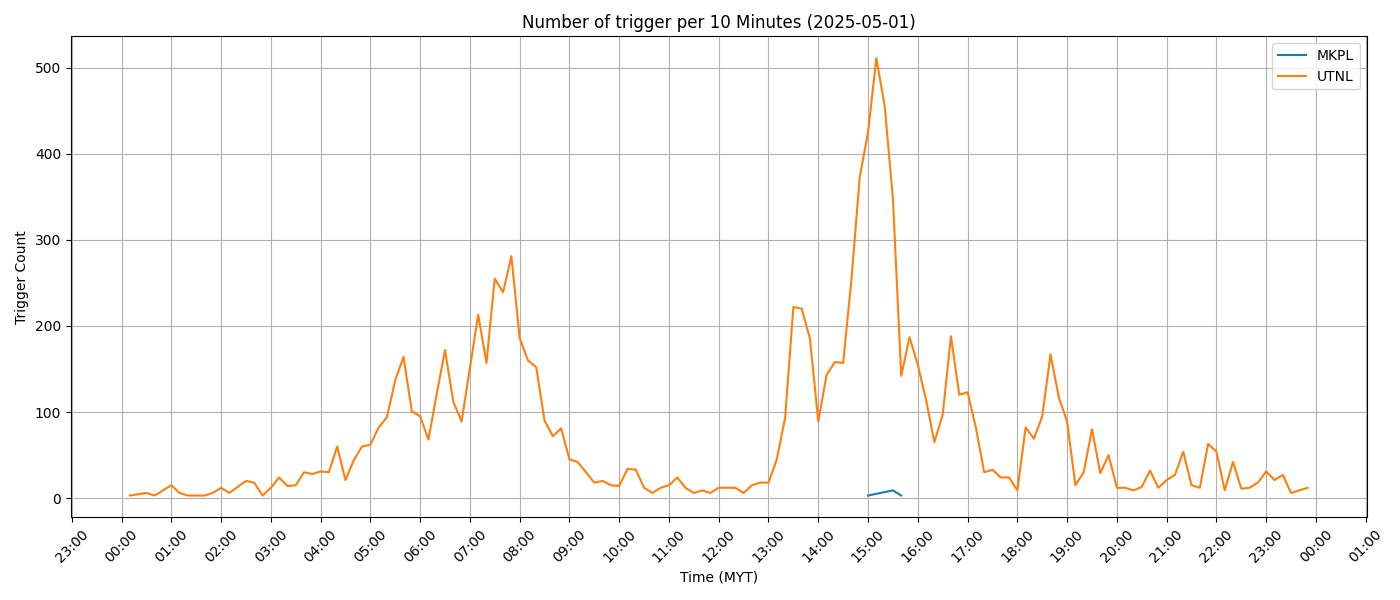 Number of trigger per 10 Minutes (2025-05-01)
MKPL
UTNL
Trigger Count
500
400
300
200
100
0
23:00 00:00 01:00 02:00 03:00 04:00 05:00 06:00 07:00 08:00 09:00 10:00 11:00 12:00 13:00 14:00 15:00 16:00 17:00 18:00 19:00 20:00 21:00 22:00 23:00 00:00 01:00
Time (MYT)